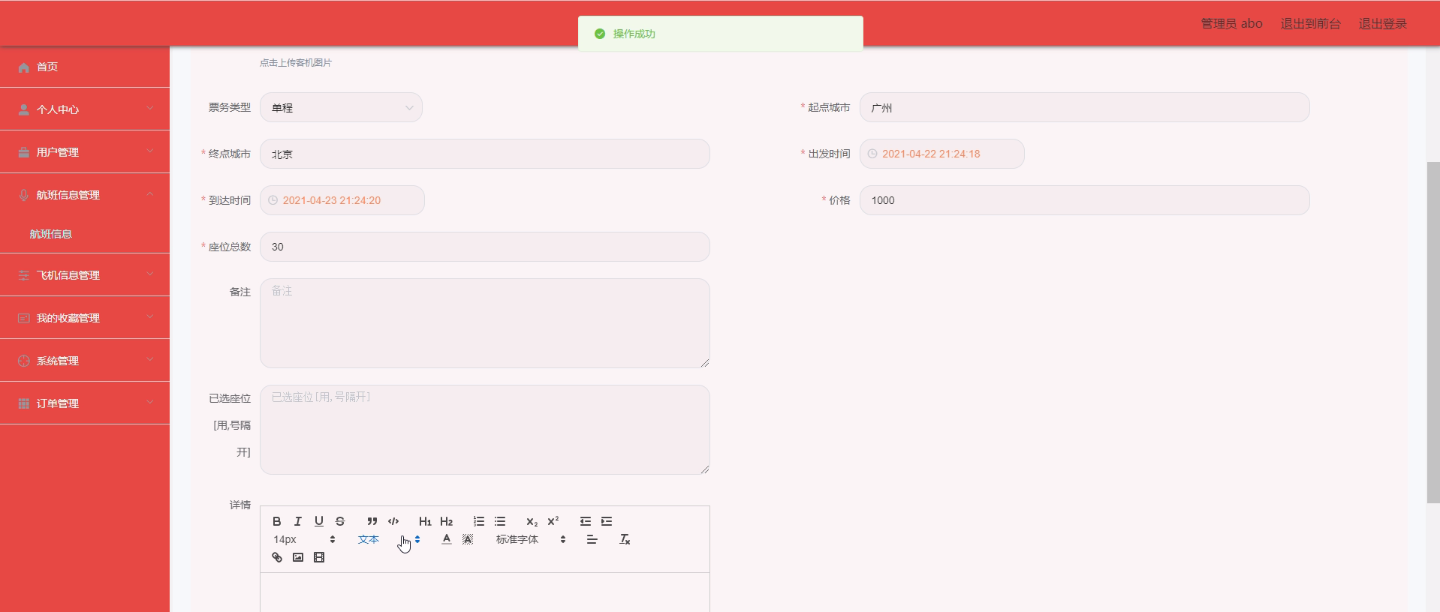 管理员 abo 退出到前台 退出登录
操作成功
首页
个人中心
用户管理
航班信息管理
航班信息
飞机信息管理
我的收藏管理
系统管理
订单管理
点击上传客机图片
票务类型 单程 * 起点城市 广州
* 终点城市 北京 * 出发时间 2021-04-22 21:24:18
* 到达时间 2021-04-23 21:24:20 * 价格 1000
* 座位总数 30
备注 备注
已选座位 已选座位[用,号隔开]
[用,号隔
开]
详情
B I U S H1 H2 X2 X2
14px 文本 A A 标准字体 Tx